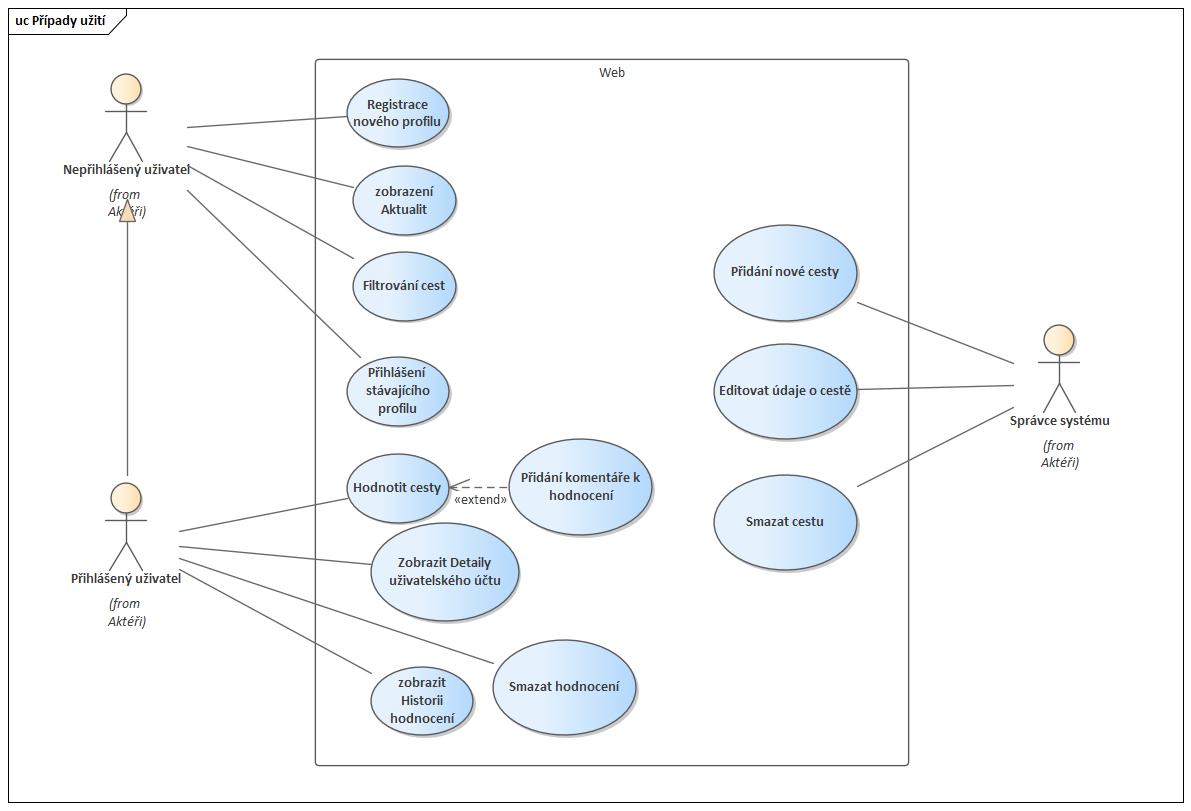 uc Případy užití
Web
Nepřihlášený uživatel
(from
Aktéři)
Registrace
nového profilu
zobrazení
Aktualit
Filtrování cest
Přihlášení
stávajícího
profilu
Přidání nové cesty
Editovat údaje o cestě
Smazat cestu
Správce systému
(from
Aktéři)
Hodnotit cesty
«extend»
Přidání komentáře k
hodnocení
Přihlášený uživatel
(from
Aktéři)
Zobrazit Detaily
uživatelského účtu
Smazat hodnocení
zobrazit
Historii
hodnocení